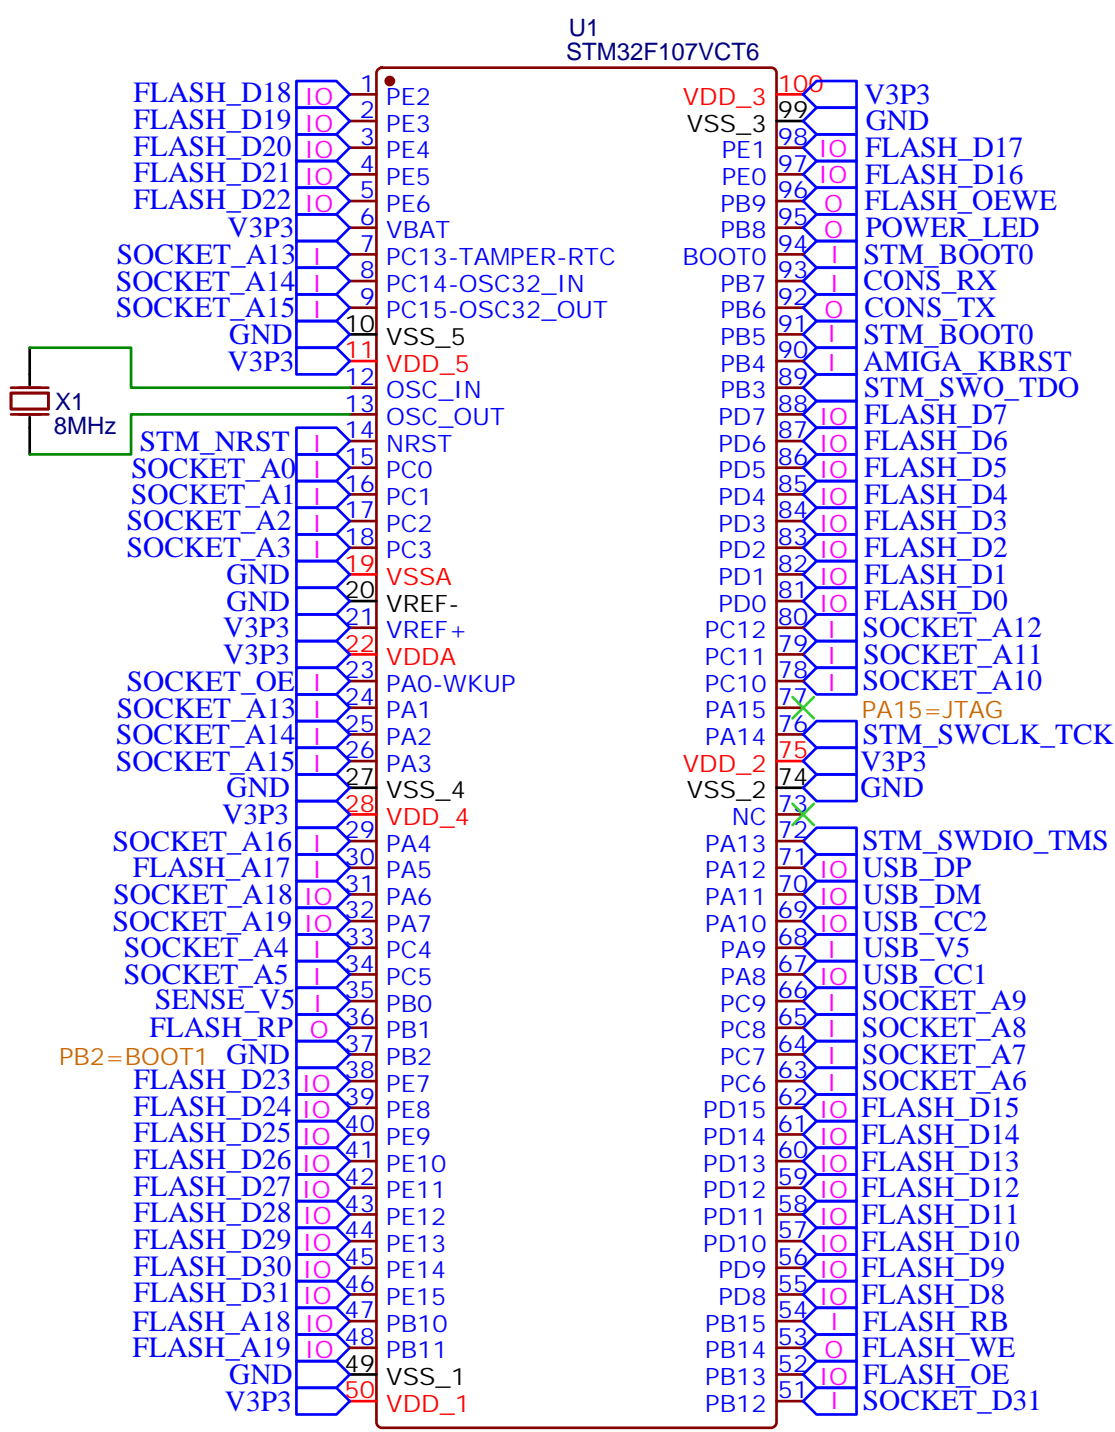 U1
STM32F107VCT6
FLASH_D18 IO 1 PE2
FLASH_D19 IO 2 PE3
FLASH_D20 IO 3 PE4
FLASH_D21 IO 4 PE5
FLASH_D22 IO 5 PE6
V3P3 6 VBAT
SOCKET_A13 I 7 PC13-TAMPER-RTC
SOCKET_A14 I 8 PC14-OSC32_IN
SOCKET_A15 I 9 PC15-OSC32_OUT
GND 10 VSS_5
V3P3 11 VDD_5
12 OSC_IN
X1
8MHz
13 OSC_OUT
STM_NRST I 14 NRST
SOCKET_A0 I 15 PC0
SOCKET_A1 I 16 PC1
SOCKET_A2 I 17 PC2
SOCKET_A3 I 18 PC3
GND 19 VSSA
GND 20 VREF-
V3P3 21 VREF+
V3P3 22 VDDA
SOCKET_OE I 23 PA0-WKUP
SOCKET_A13 I 24 PA1
SOCKET_A14 I 25 PA2
SOCKET_A15 I 26 PA3
GND 27 VSS_4
V3P3 28 VDD_4
SOCKET_A16 I 29 PA4
FLASH_A17 I 30 PA5
SOCKET_A18 IO 31 PA6
SOCKET_A19 IO 32 PA7
SOCKET_A4 I 33 PC4
SOCKET_A5 I 34 PC5
SENSE_V5 I 35 PB0
FLASH_RP O 36 PB1
PB2=BOOT1 GND 37 PB2
FLASH_D23 IO 38 PE7
FLASH_D24 IO 39 PE8
FLASH_D25 IO 40 PE9
FLASH_D26 IO 41 PE10
FLASH_D27 IO 42 PE11
FLASH_D28 IO 43 PE12
FLASH_D29 IO 44 PE13
FLASH_D30 IO 45 PE14
FLASH_D31 IO 46 PE15
FLASH_A18 IO 47 PB10
FLASH_A19 IO 48 PB11
GND 49 VSS_1
V3P3 50 VDD_1
VDD_3 100 V3P3
VSS_3 99 GND
PE1 98 IO FLASH_D17
PE0 97 IO FLASH_D16
PB9 96 O FLASH_OEWE
PB8 95 O POWER_LED
BOOT0 94 I STM_BOOT0
PB7 93 I CONS_RX
PB6 92 O CONS_TX
PB5 91 I STM_BOOT0
PB4 90 I AMIGA_KBRST
PB3 89 STM_SWO_TDO
PD7 88 IO FLASH_D7
PD6 87 IO FLASH_D6
PD5 86 IO FLASH_D5
PD4 85 IO FLASH_D4
PD3 84 IO FLASH_D3
PD2 83 IO FLASH_D2
PD1 82 IO FLASH_D1
PD0 81 IO FLASH_D0
PC12 80 I SOCKET_A12
PC11 79 I SOCKET_A11
PC10 78 I SOCKET_A10
PA15 77 PA15=JTAG
PA14 76 STM_SWCLK_TCK
VDD_2 75 V3P3
VSS_2 74 GND
NC 73
PA13 72 STM_SWDIO_TMS
PA12 71 IO USB_DP
PA11 70 IO USB_DM
PA10 69 IO USB_CC2
PA9 68 I USB_V5
PA8 67 IO USB_CC1
PC9 66 I SOCKET_A9
PC8 65 I SOCKET_A8
PC7 64 I SOCKET_A7
PC6 63 I SOCKET_A6
PD15 62 IO FLASH_D15
PD14 61 IO FLASH_D14
PD13 60 IO FLASH_D13
PD12 59 IO FLASH_D12
PD11 58 IO FLASH_D11
PD10 57 IO FLASH_D10
PD9 56 IO FLASH_D9
PD8 55 IO FLASH_D8
PB15 54 I FLASH_RB
PB14 53 O FLASH_WE
PB13 52 IO FLASH_OE
PB12 51 I SOCKET_D31